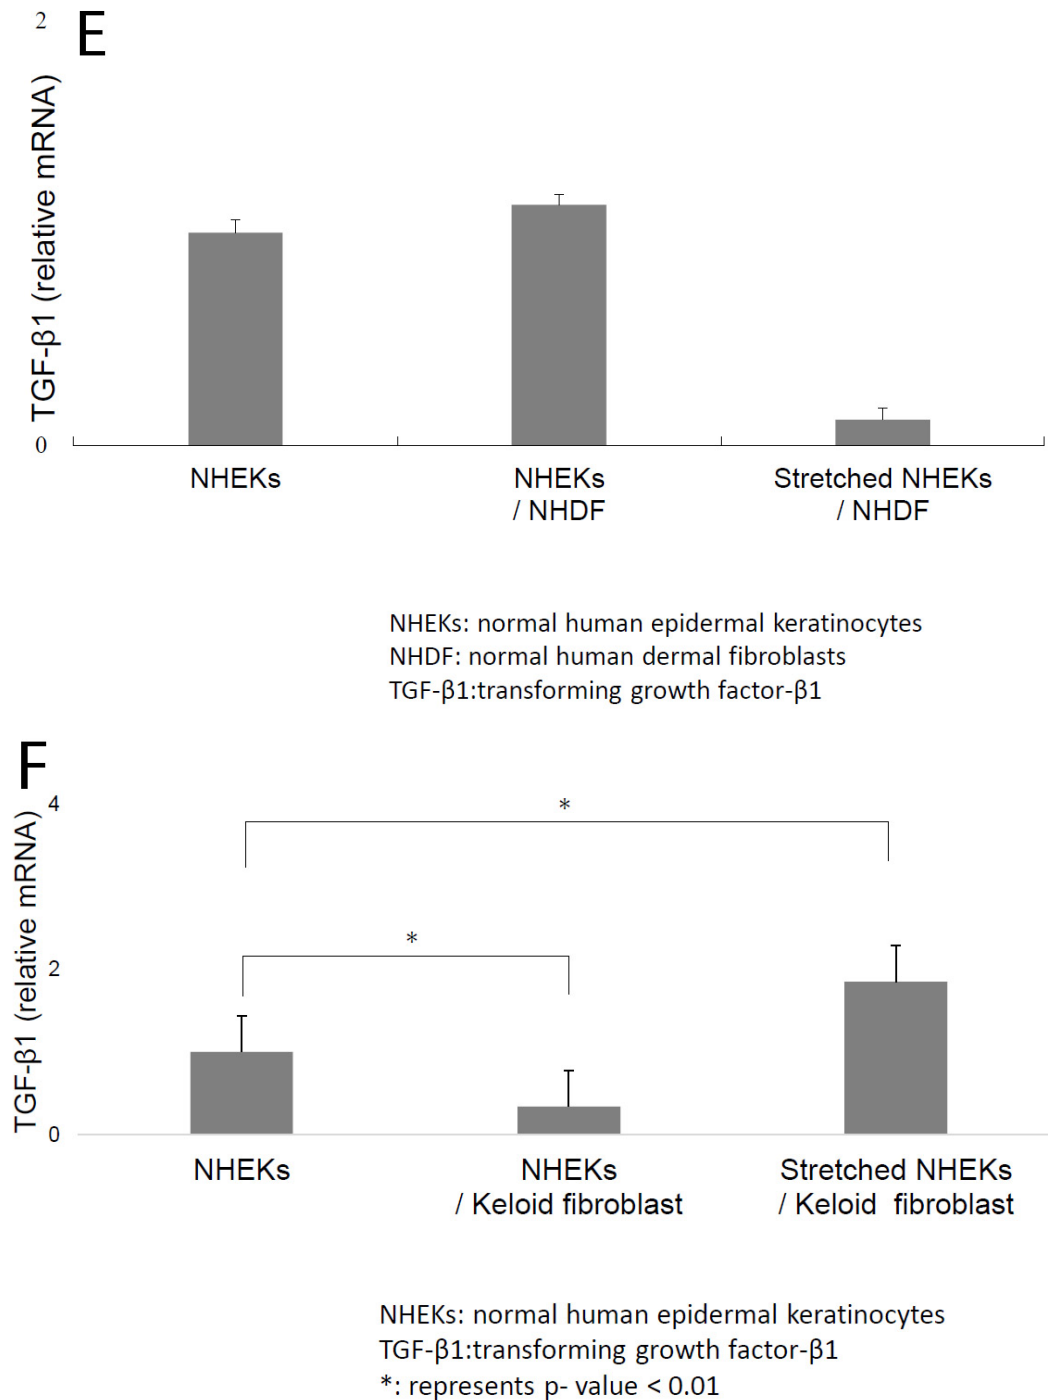 E
2
TGF-β1 (relative mRNA)
0
NHEKs
NHEKs
/ NHDF
Stretched NHEKs
/ NHDF
NHEKs: normal human epidermal keratinocytes
NHDF: normal human dermal fibroblasts
TGF-β1:transforming growth factor-β1
F
4
TGF-β1 (relative mRNA)
*
*
2
0
NHEKs
NHEKs
/ Keloid fibroblast
Stretched NHEKs
/ Keloid  fibroblast
NHEKs: normal human epidermal keratinocytes
TGF-β1:transforming growth factor-β1
*: represents p- value < 0.01